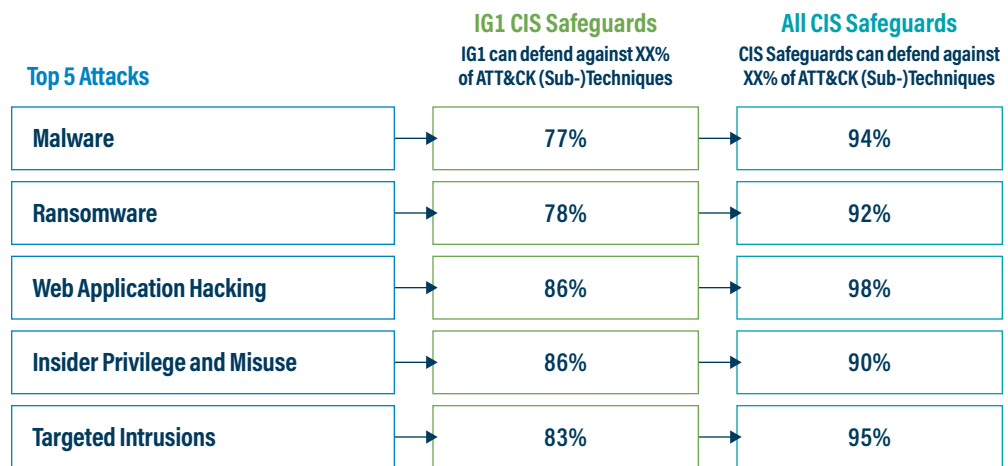 IG1 CIS Safeguards
All CIS Safeguards
Top 5 Attacks
IG1 can defend against XX%
of ATT&CK (Sub-)Techniques
CIS Safeguards can defend against
XX% of ATT&CK (Sub-)Techniques
Malware
77%
94%
Ransomware
78%
92%
Web Application Hacking
86%
98%
Insider Privilege and Misuse
86%
90%
Targeted Intrusions
83%
95%